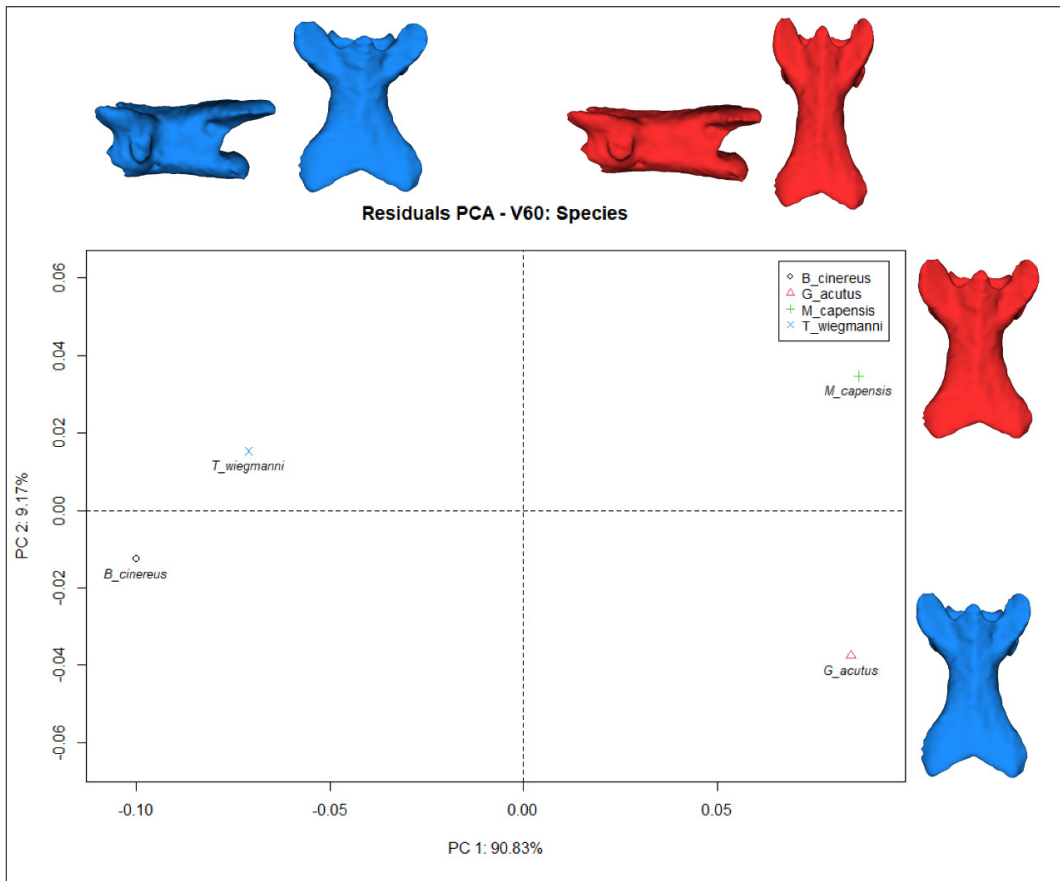 Residuals PCA - V60: Species
B_cinereus
G_acutus
M_capensis
T_wiegmanni
0.06
0.04
0.02
0.00
-0.02
-0.04
-0.06
PC 2: 9.17%
M_capensis
T_wiegmanni
B_cinereus
G_acutus
-0.10
-0.05
0.00
0.05
PC 1: 90.83%